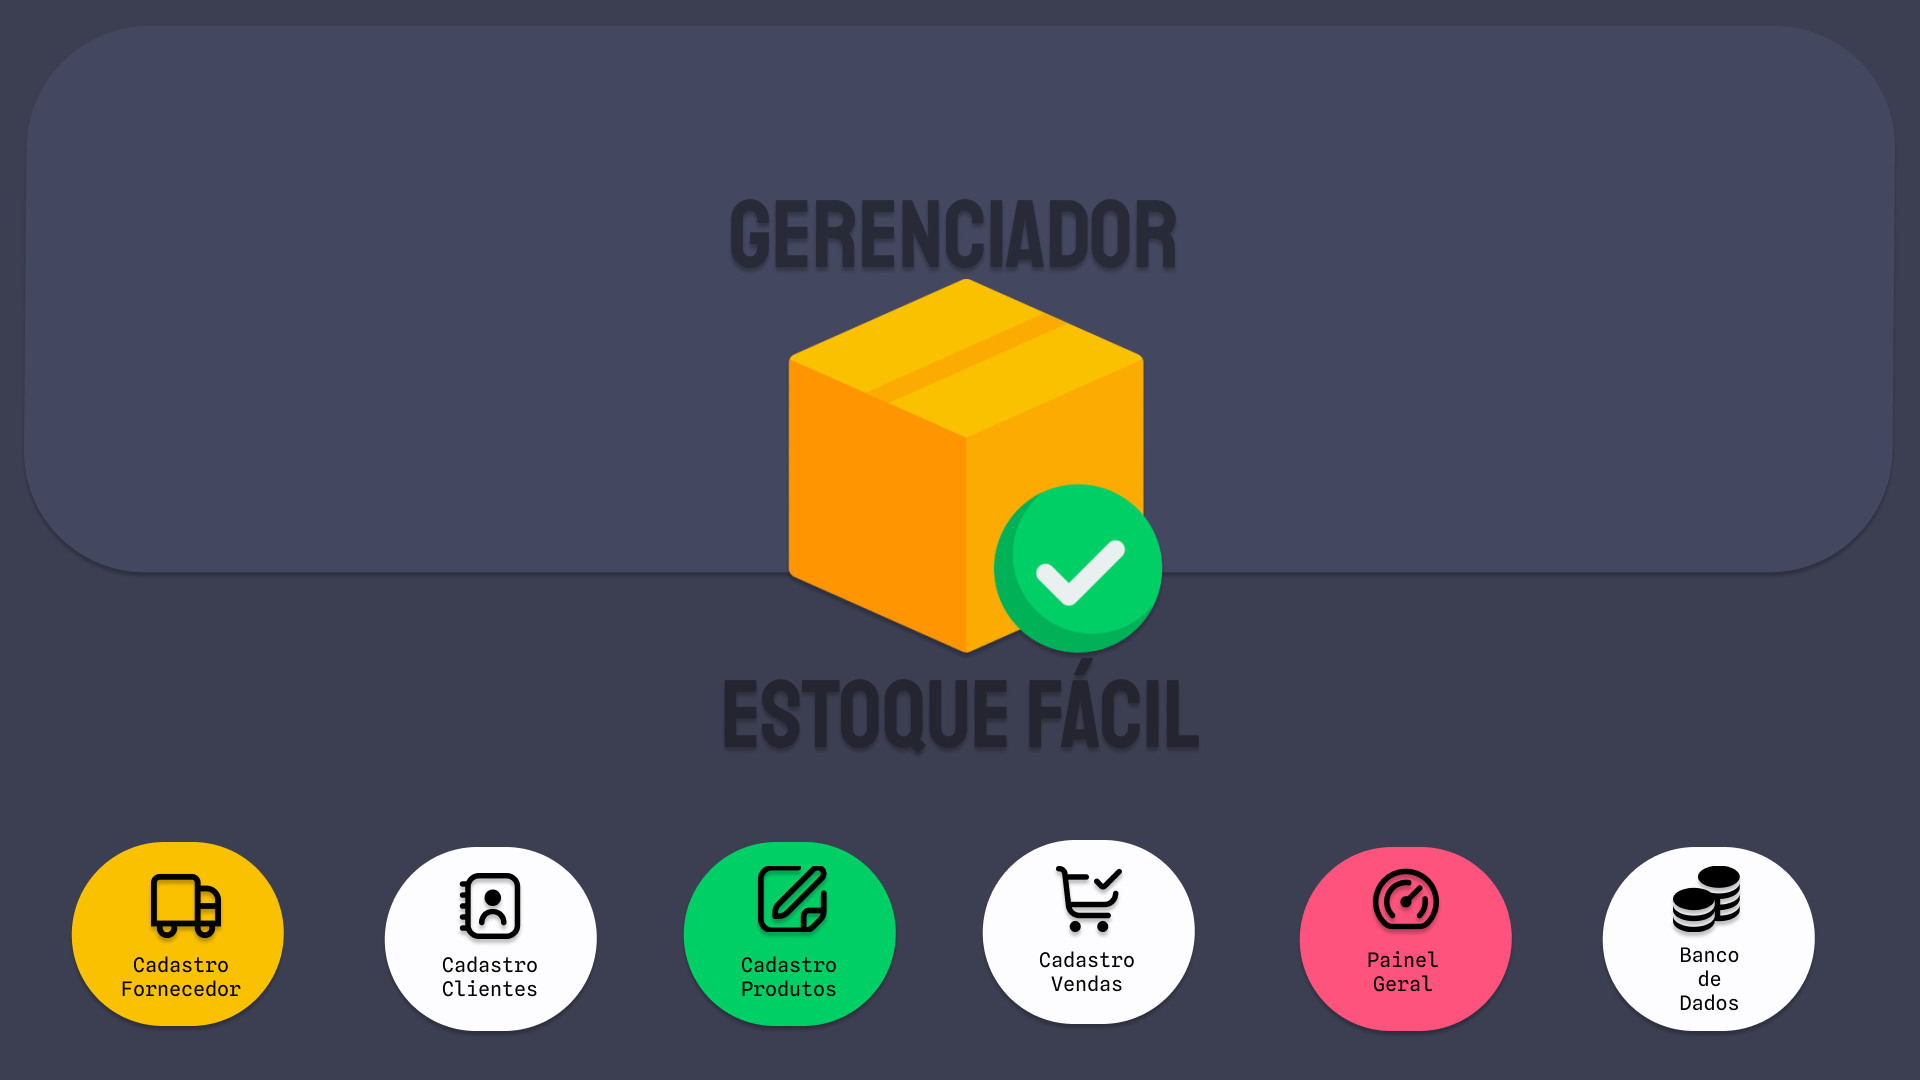 GERENCIADOR
ESTOQUE FÁCIL
Cadastro
Fornecedor
Cadastro
Clientes
Cadastro
Produtos
Cadastro
Vendas
Painel
Geral
Banco
de
Dados